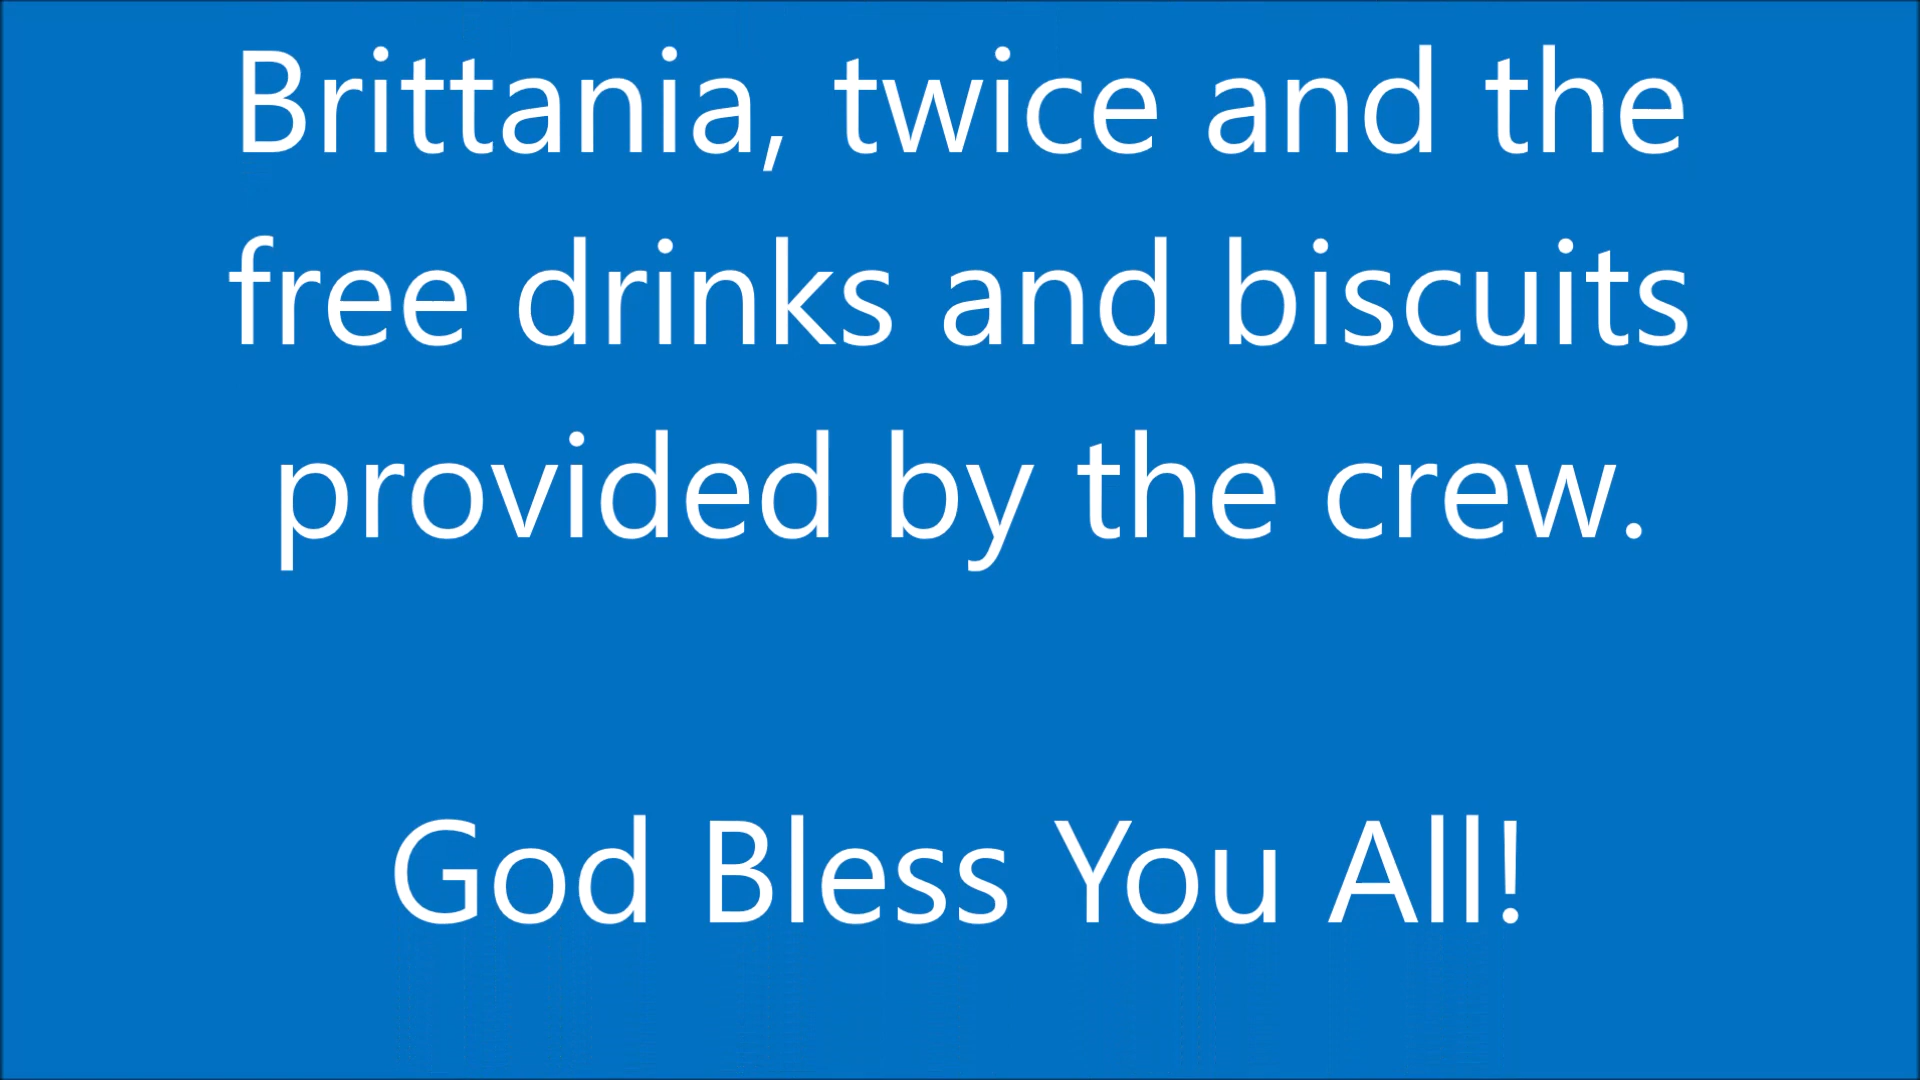 Brittania, twice and the
free drinks and biscuits
provided by the crew.
God Bless You All!